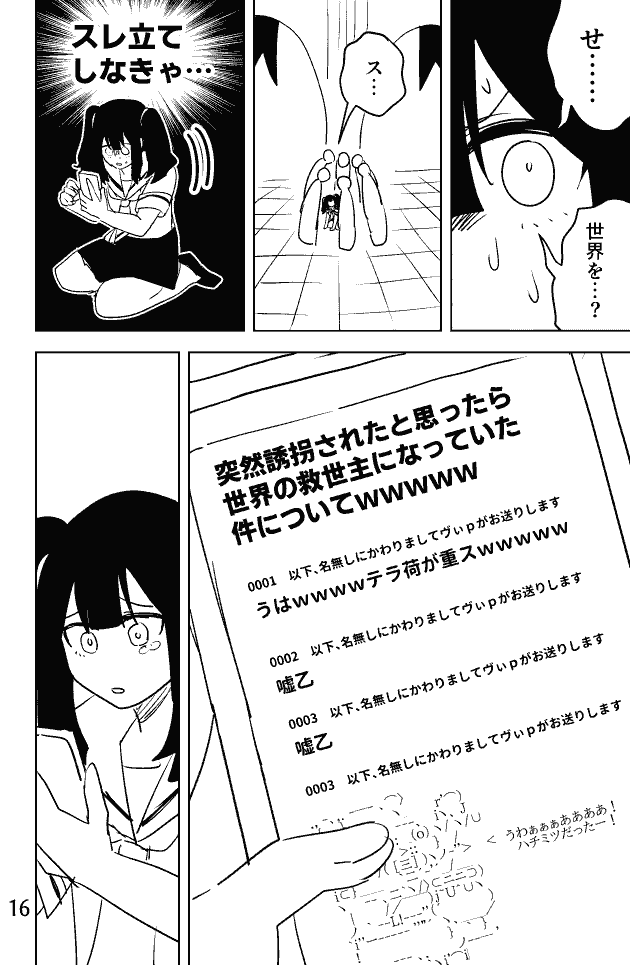 せ……
世界を…?
ス…
スレ立て
しなきゃ…
突然誘拐されたと思ったら
世界の救世主になっていた
件についてwwwww
0001 以下、名無しにかわりましてヴぃpがお送りします
うはwwwwテラ荷が重スwwwww
0002 以下、名無しにかわりましてヴぃpがお送りします
嘘乙
0003 以下、名無しにかわりましてヴぃpがお送りします
嘘乙
0003 以下、名無しにかわりましてヴぃpがお送りします
< うわぁぁぁあああああ!
ハチミツだったー!
16